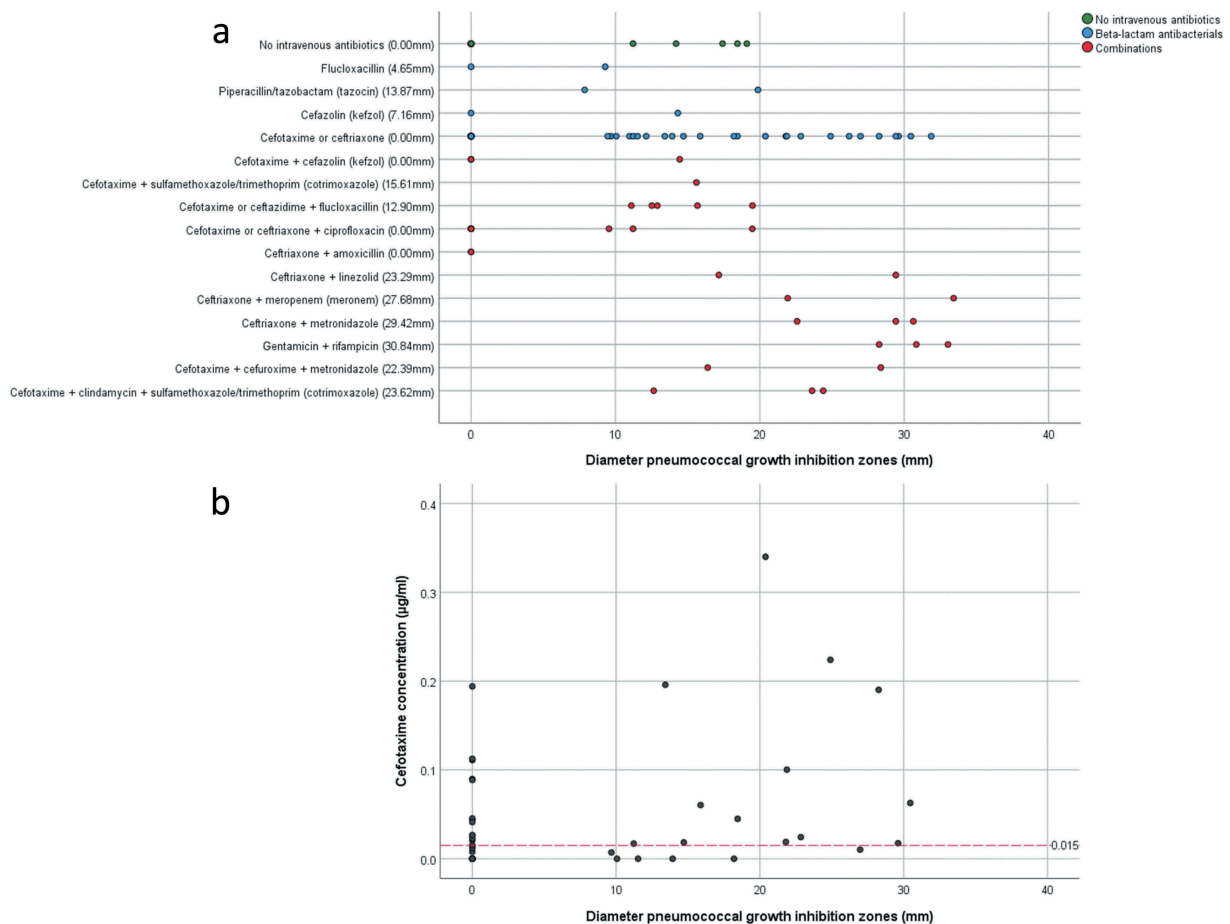 a
No intravenous antibiotics
Beta-lactam antibacterials
Combinations
No intravenous antibiotics (0.00mm)
Flucloxacillin (4.65mm)
Piperacillin/tazobactam (tazocin) (13.87mm)
Cefazolin (kefzol) (7.16mm)
Cefotaxime or ceftriaxone (0.00mm)
Cefotaxime + cefazolin (kefzol) (0.00mm)
Cefotaxime + sulfamethoxazole/trimethoprim (cotrimoxazole) (15.61mm)
Cefotaxime or ceftazidime + flucloxacillin (12.90mm)
Cefotaxime or ceftriaxone + ciprofloxacin (0.00mm)
Ceftriaxone + amoxicillin (0.00mm)
Ceftriaxone + linezolid (23.29mm)
Ceftriaxone + meropenem (meronem) (27.68mm)
Ceftriaxone + metronidazole (29.42mm)
Gentamicin + rifampicin (30.84mm)
Cefotaxime + cefuroxime + metronidazole (22.39mm)
Cefotaxime + clindamycin + sulfamethoxazole/trimethoprim (cotrimoxazole) (23.62mm)
0 10 20 30 40
Diameter pneumococcal growth inhibition zones (mm)
b
Cefotaxime concentration (µg/ml)
0.4
0.3
0.2
0.1
0.0
0.015
0 10 20 30 40
Diameter pneumococcal growth inhibition zones (mm)